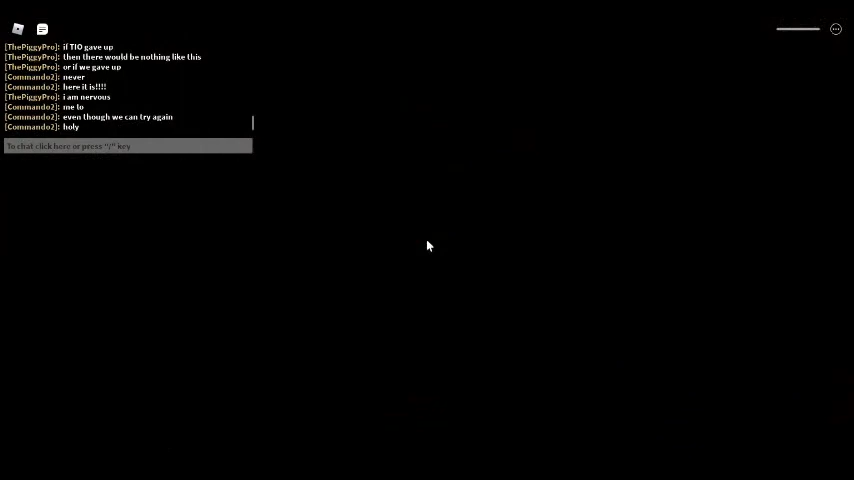 [ThePiggyPro]: if TIO gave up
[ThePiggyPro]: then there would be nothing like this
[ThePiggyPro]: or if we gave up
[Commando2]: never
[Commando2]: here it is!!!!
[ThePiggyPro]: i am nervous
[Commando2]: me to
[Commando2]: even though we can try again
[Commando2]: holy
To chat click here or press "/" key